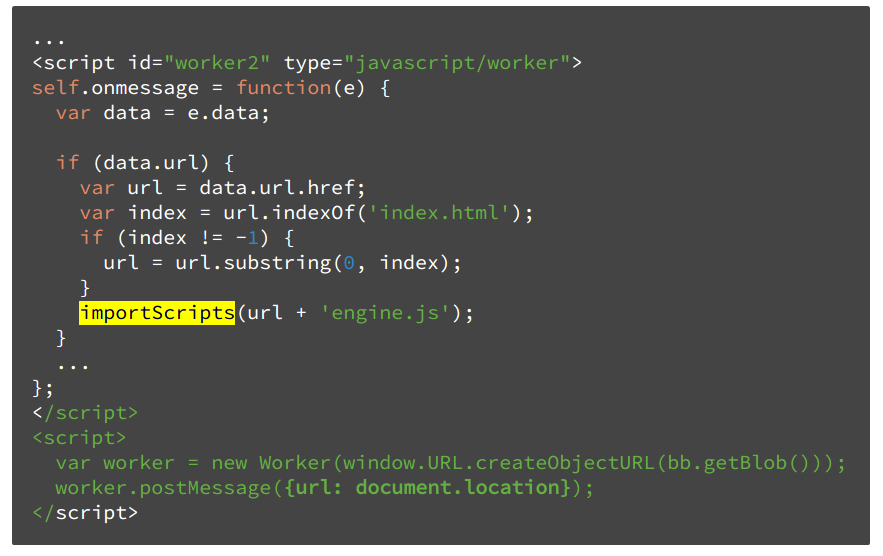 ...
<script id="worker2" type="javascript/worker">
self.onmessage = function(e) {
  var data = e.data;

  if (data.url) {
    var url = data.url.href;
    var index = url.indexOf('index.html');
    if (index != -1) {
      url = url.substring(0, index);
    }
    importScripts(url + 'engine.js');
  }
  ...
};
</script>
<script>
  var worker = new Worker(window.URL.createObjectURL(bb.getBlob()));
  worker.postMessage({url: document.location});
</script>